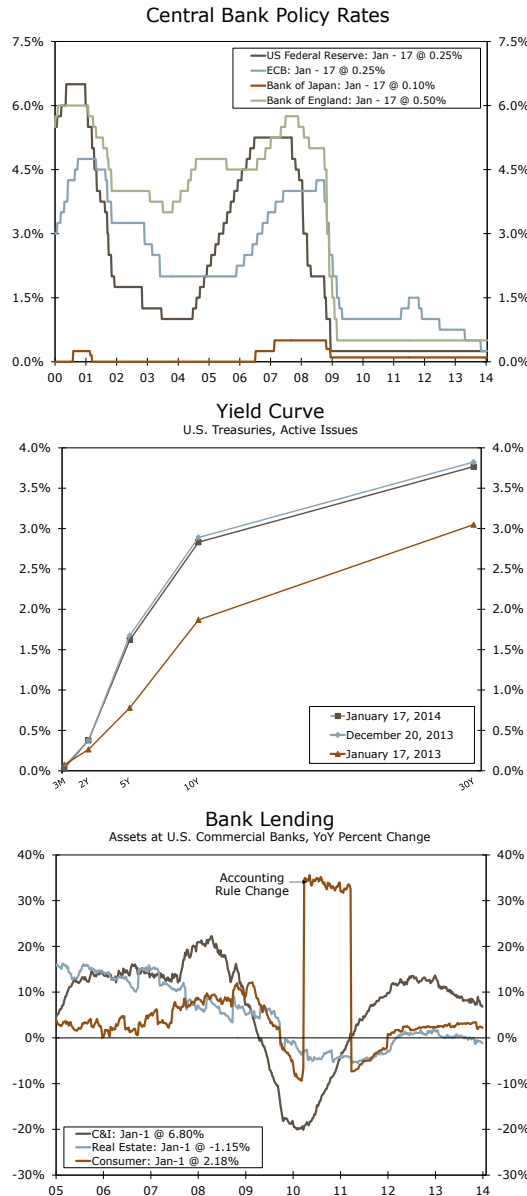 Central Bank Policy Rates
US Federal Reserve: Jan - 17 @ 0.25%
ECB: Jan - 17 @ 0.25%
Bank of Japan: Jan - 17 @ 0.10%
Bank of England: Jan - 17 @ 0.50%
7.5% 7.5%
6.0% 6.0%
4.5% 4.5%
3.0% 3.0%
1.5% 1.5%
0.0% 0.0%
00 01 02 03 04 05 06 07 08 09 10 11 12 13 14
Yield Curve
U.S. Treasuries, Active Issues
4.0% 4.0%
3.5% 3.5%
3.0% 3.0%
2.5% 2.5%
2.0% 2.0%
1.5% 1.5%
1.0% 1.0%
0.5% 0.5%
0.0% 0.0%
January 17, 2014
December 20, 2013
January 17, 2013
3M 2Y 5Y 10Y 30Y
Bank Lending
Assets at U.S. Commercial Banks, YoY Percent Change
40% 40%
30% 30%
20% 20%
10% 10%
0% 0%
-10% -10%
-20% -20%
-30% -30%
Accounting
Rule Change
C&I: Jan-1 @ 6.80%
Real Estate: Jan-1 @ -1.15%
Consumer: Jan-1 @ 2.18%
05 06 07 08 09 10 11 12 13 14